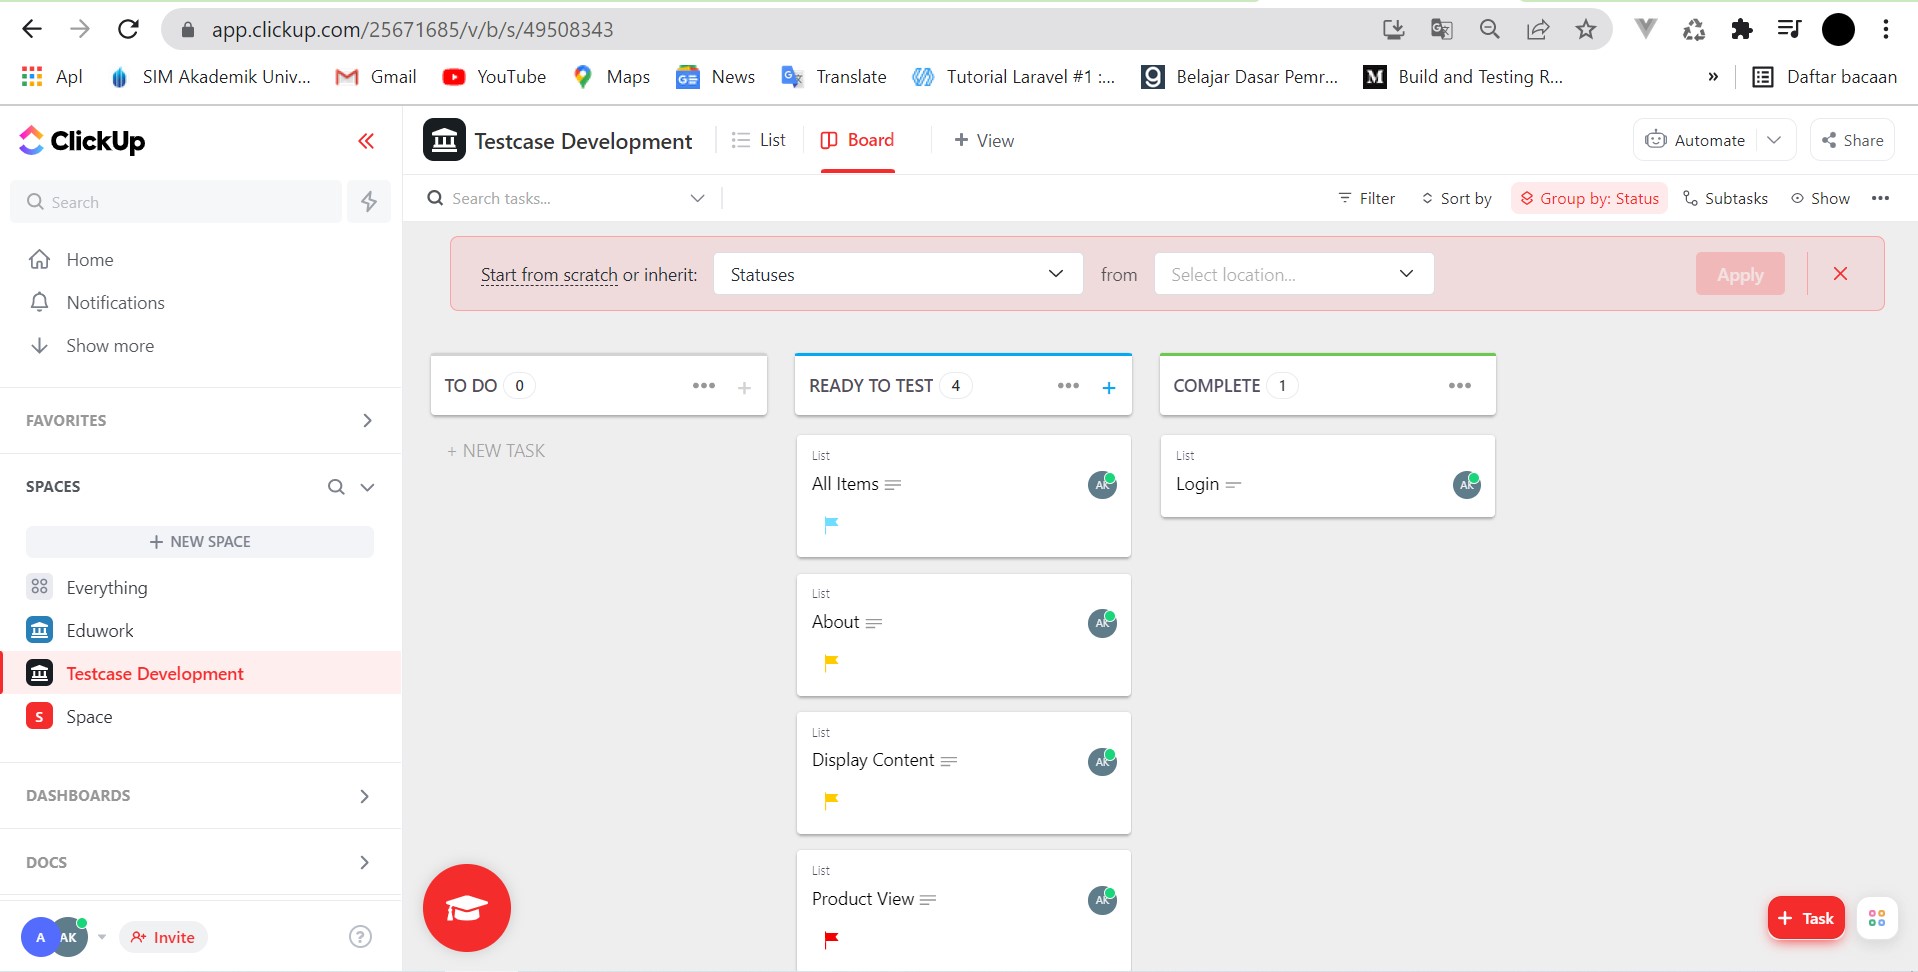 app.clickup.com/25671685/v/b/s/49508343
Apl SIM Akademik Univ... Gmail YouTube Maps News Translate Tutorial Laravel #1 :... Belajar Dasar Pemr... M Build and Testing R... » Daftar bacaan
ClickUp
Search
Home
Notifications
Show more
FAVORITES
SPACES
+ NEW SPACE
Everything
Eduwork
Testcase Development
S Space
DASHBOARDS
DOCS
A AK Invite ?
Testcase Development List Board + View Automate Share
Search tasks... Filter Sort by Group by: Status Subtasks Show
Start from scratch or inherit: Statuses from Select location... Apply
TO DO 0
+ NEW TASK
READY TO TEST 4
List
All Items AK
List
About AK
List
Display Content AK
List
Product View AK
COMPLETE 1
List
Login AK
+ Task